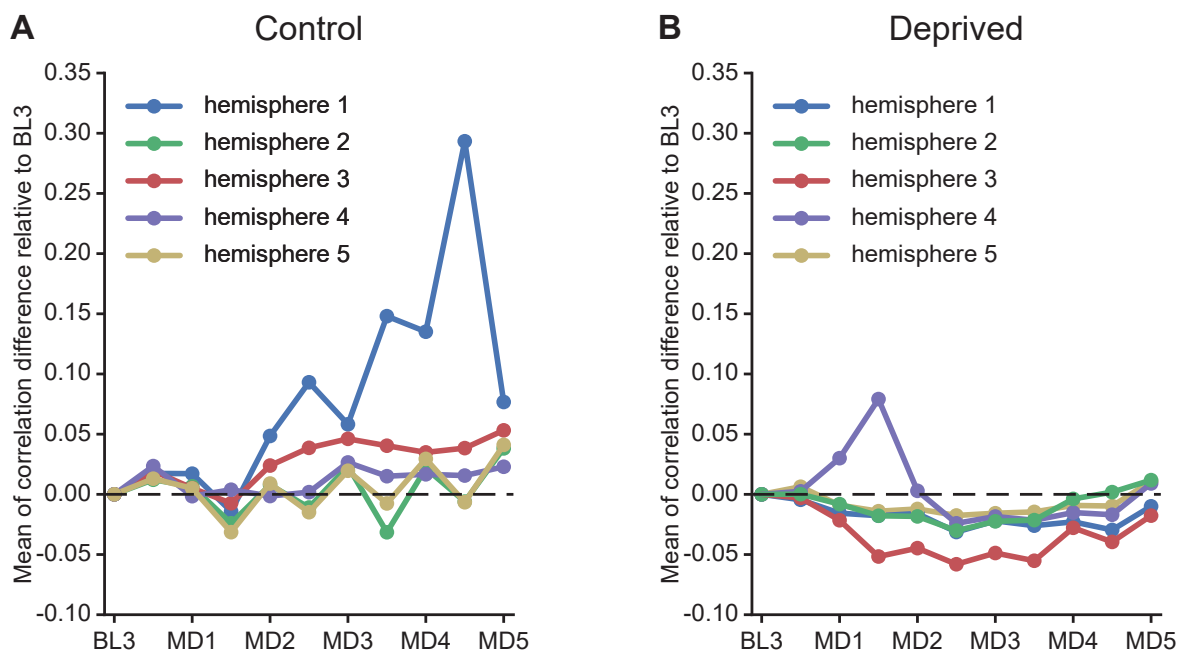 A
Control
Mean of correlation difference relative to BL3
0.35
0.30
0.25
0.20
0.15
0.10
0.05
0.00
-0.05
-0.10
hemisphere 1
hemisphere 2
hemisphere 3
hemisphere 4
hemisphere 5
BL3 MD1 MD2 MD3 MD4 MD5
B
Deprived
Mean of correlation difference relative to BL3
0.35
0.30
0.25
0.20
0.15
0.10
0.05
0.00
-0.05
-0.10
hemisphere 1
hemisphere 2
hemisphere 3
hemisphere 4
hemisphere 5
BL3 MD1 MD2 MD3 MD4 MD5